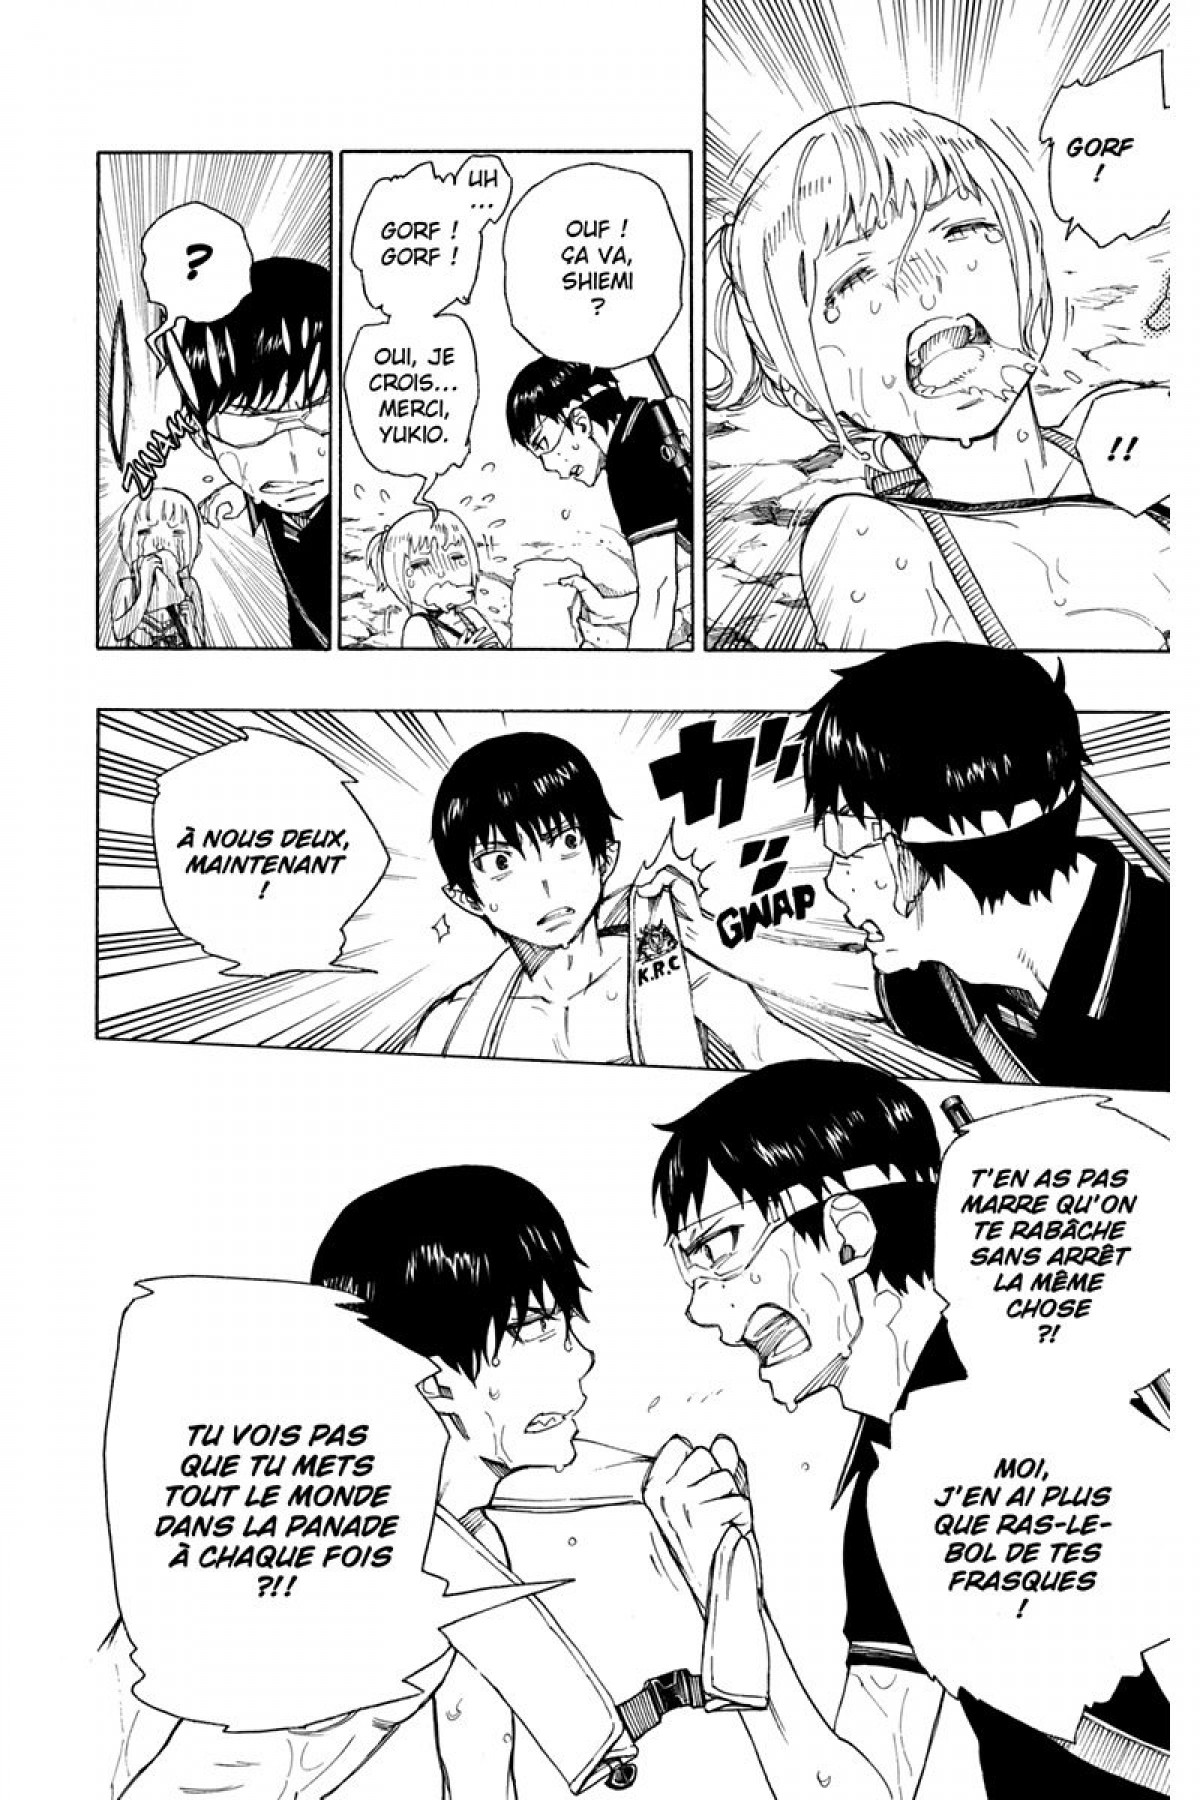 GORF
!
!!
OUF !
ÇA VA,
SHIEMI
?
UH
...
GORF !
GORF !
OUI, JE
CROIS...
MERCI,
YUKIO.
?
ZWAM
ガッ
GWAP
K.R.C
À NOUS DEUX,
MAINTENANT
!
T'EN AS PAS
MARRE QU'ON
TE RABÂCHE
SANS ARRÊT
LA MÊME
CHOSE
?!
MOI,
J'EN AI PLUS
QUE RAS-LE-
BOL DE TES
FRASQUES
!
TU VOIS PAS
QUE TU METS
TOUT LE MONDE
DANS LA PANADE
À CHAQUE FOIS
?!!